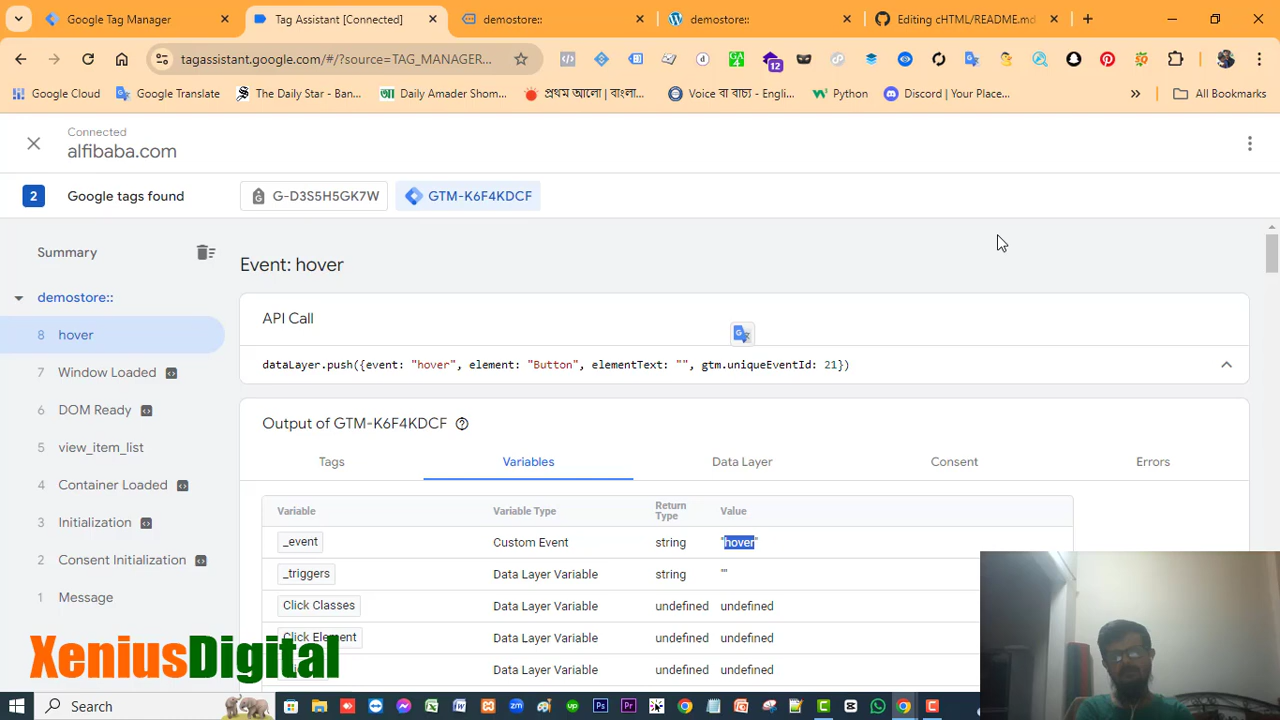 Google Tag Manager
Tag Assistant [Connected]
demostore::
demostore::
Editing cHTML/README.md
tagassistant.google.com/#/?source=TAG_MANAGER...
GA4
12
Google Cloud
Google Translate
The Daily Star - Ban...
Daily Amader Shom...
প্রথম আলো | বাংলা...
Voice বা বাচ্য - Engli...
Python
Discord | Your Place...
All Bookmarks
Connected
alfibaba.com
2
Google tags found
G-D3S5H5GK7W
GTM-K6F4KDCF
Summary
demostore::
8 hover
7 Window Loaded
6 DOM Ready
5 view_item_list
4 Container Loaded
3 Initialization
2 Consent Initialization
1 Message
Event: hover
API Call
dataLayer.push({event: "hover", element: "Button", elementText: "", gtm.uniqueEventId: 21})
Output of GTM-K6F4KDCF
Tags
Variables
Data Layer
Consent
Errors
Variable
Variable Type
Return Type
Value
_event Custom Event string "hover"
_triggers Data Layer Variable string ""
Click Classes Data Layer Variable undefined undefined
Click Element Data Layer Variable undefined undefined
Data Layer Variable undefined undefined
XeniusDigital
Search